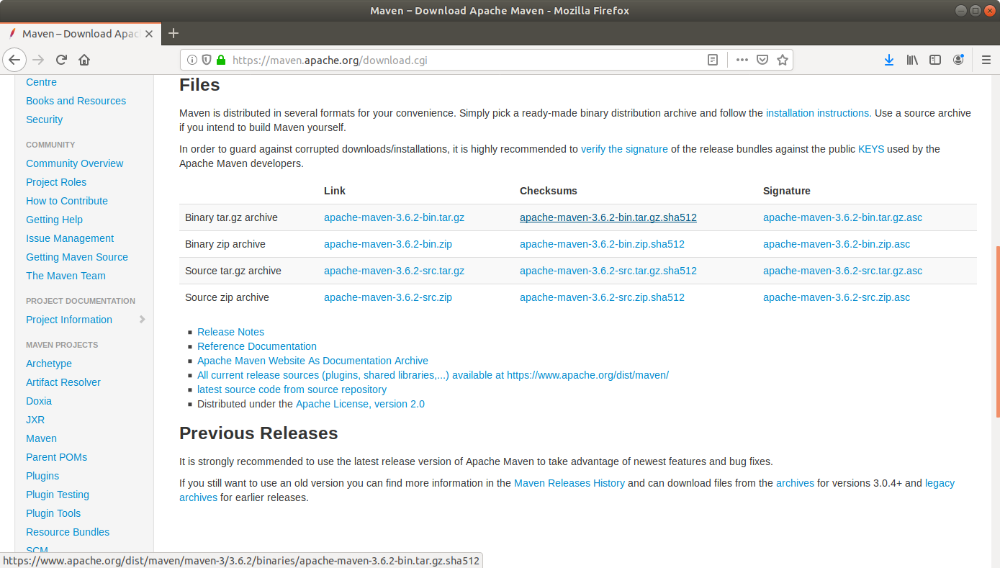 Maven – Download Apache Maven - Mozilla Firefox
Maven – Download Apac
https://maven.apache.org/download.cgi
Centre
Books and Resources
Security
COMMUNITY
Community Overview
Project Roles
How to Contribute
Getting Help
Issue Management
Getting Maven Source
The Maven Team
PROJECT DOCUMENTATION
Project Information
MAVEN PROJECTS
Archetype
Artifact Resolver
Doxia
JXR
Maven
Parent POMs
Plugins
Plugin Testing
Plugin Tools
Resource Bundles
SCM
Files
Maven is distributed in several formats for your convenience. Simply pick a ready-made binary distribution archive and follow the installation instructions. Use a source archive
if you intend to build Maven yourself.
In order to guard against corrupted downloads/installations, it is highly recommended to verify the signature of the release bundles against the public KEYS used by the
Apache Maven developers.
Link Checksums Signature
Binary tar.gz archive apache-maven-3.6.2-bin.tar.gz apache-maven-3.6.2-bin.tar.gz.sha512 apache-maven-3.6.2-bin.tar.gz.asc
Binary zip archive apache-maven-3.6.2-bin.zip apache-maven-3.6.2-bin.zip.sha512 apache-maven-3.6.2-bin.zip.asc
Source tar.gz archive apache-maven-3.6.2-src.tar.gz apache-maven-3.6.2-src.tar.gz.sha512 apache-maven-3.6.2-src.tar.gz.asc
Source zip archive apache-maven-3.6.2-src.zip apache-maven-3.6.2-src.zip.sha512 apache-maven-3.6.2-src.zip.asc
Release Notes
Reference Documentation
Apache Maven Website As Documentation Archive
All current release sources (plugins, shared libraries,...) available at https://www.apache.org/dist/maven/
latest source code from source repository
Distributed under the Apache License, version 2.0
Previous Releases
It is strongly recommended to use the latest release version of Apache Maven to take advantage of newest features and bug fixes.
If you still want to use an old version you can find more information in the Maven Releases History and can download files from the archives for versions 3.0.4+ and legacy
archives for earlier releases.
https://www.apache.org/dist/maven/maven-3/3.6.2/binaries/apache-maven-3.6.2-bin.tar.gz.sha512